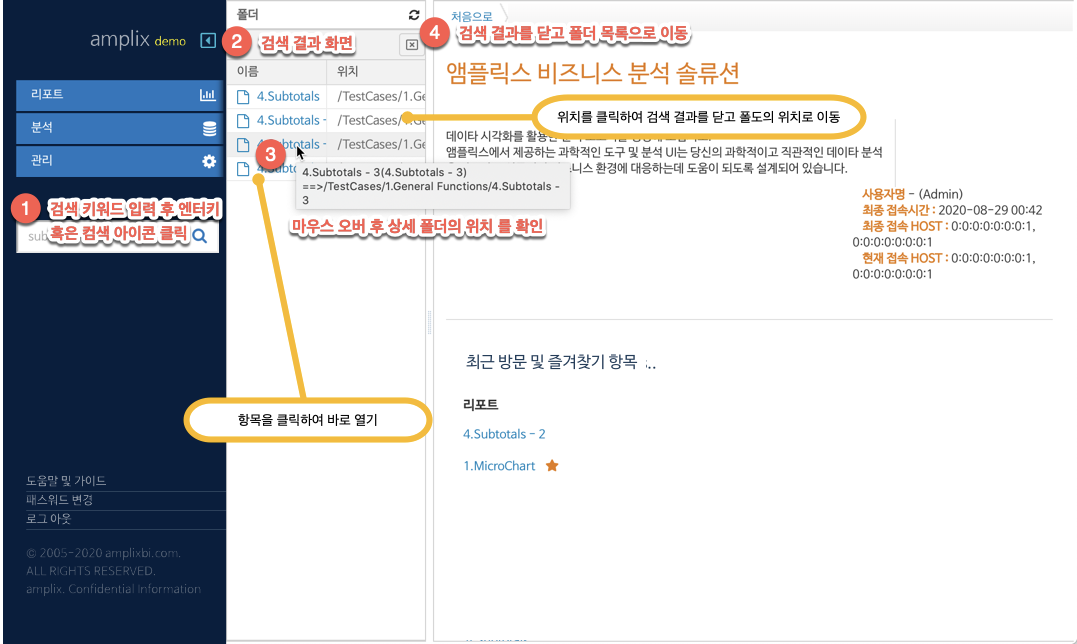 amplix demo
리포트
분석
관리
1 검색 키워드 입력 후 엔터키
혹은 컴색 아이콘 클릭
sub
도움말 및 가이드
패스워드 변경
로그 아웃
© 2005-2020 amplixbi.com.
ALL RIGHTS RESERVED.
amplix. Confidential Information
폴더
2 검색 결과 화면
이름 위치
4.Subtotals /TestCases/1.Ge
4.Subtotals - /TestCases/1.Ge
4.Subtotals - /TestCases/1.Ge
3
4.Subtotals - 3(4.Subtotals - 3)
==>/TestCases/1.General Functions/4.Subtotals -
3
마우스 오버 후 상세 폴더의 위치 를 확인
항목을 클릭하여 바로 열기
처음으로
4 검색 결과를 닫고 폴더 목록으로 이동
앰플릭스 비즈니스 분석 솔류션
위치를 클릭하여 검색 결과를 닫고 폴도의 위치로 이동
데이타 시각화를 활용한
앰플릭스에서 제공하는 과학적인 도구 및 분석 UI는 당신의 과학적이고 직관적인 데이타 분석
니스 환경에 대응하는데 도움이 되도록 설계되어 있습니다.
사용자명 - (Admin)
최종 접속시간 : 2020-08-29 00:42
최종 접속 HOST : 0:0:0:0:0:0:1,
0:0:0:0:0:0:0:1
현재 접속 HOST : 0:0:0:0:0:0:1,
0:0:0:0:0:0:0:1
최근 방문 및 즐겨찾기 항목
리포트
4.Subtotals - 2
1.MicroChart